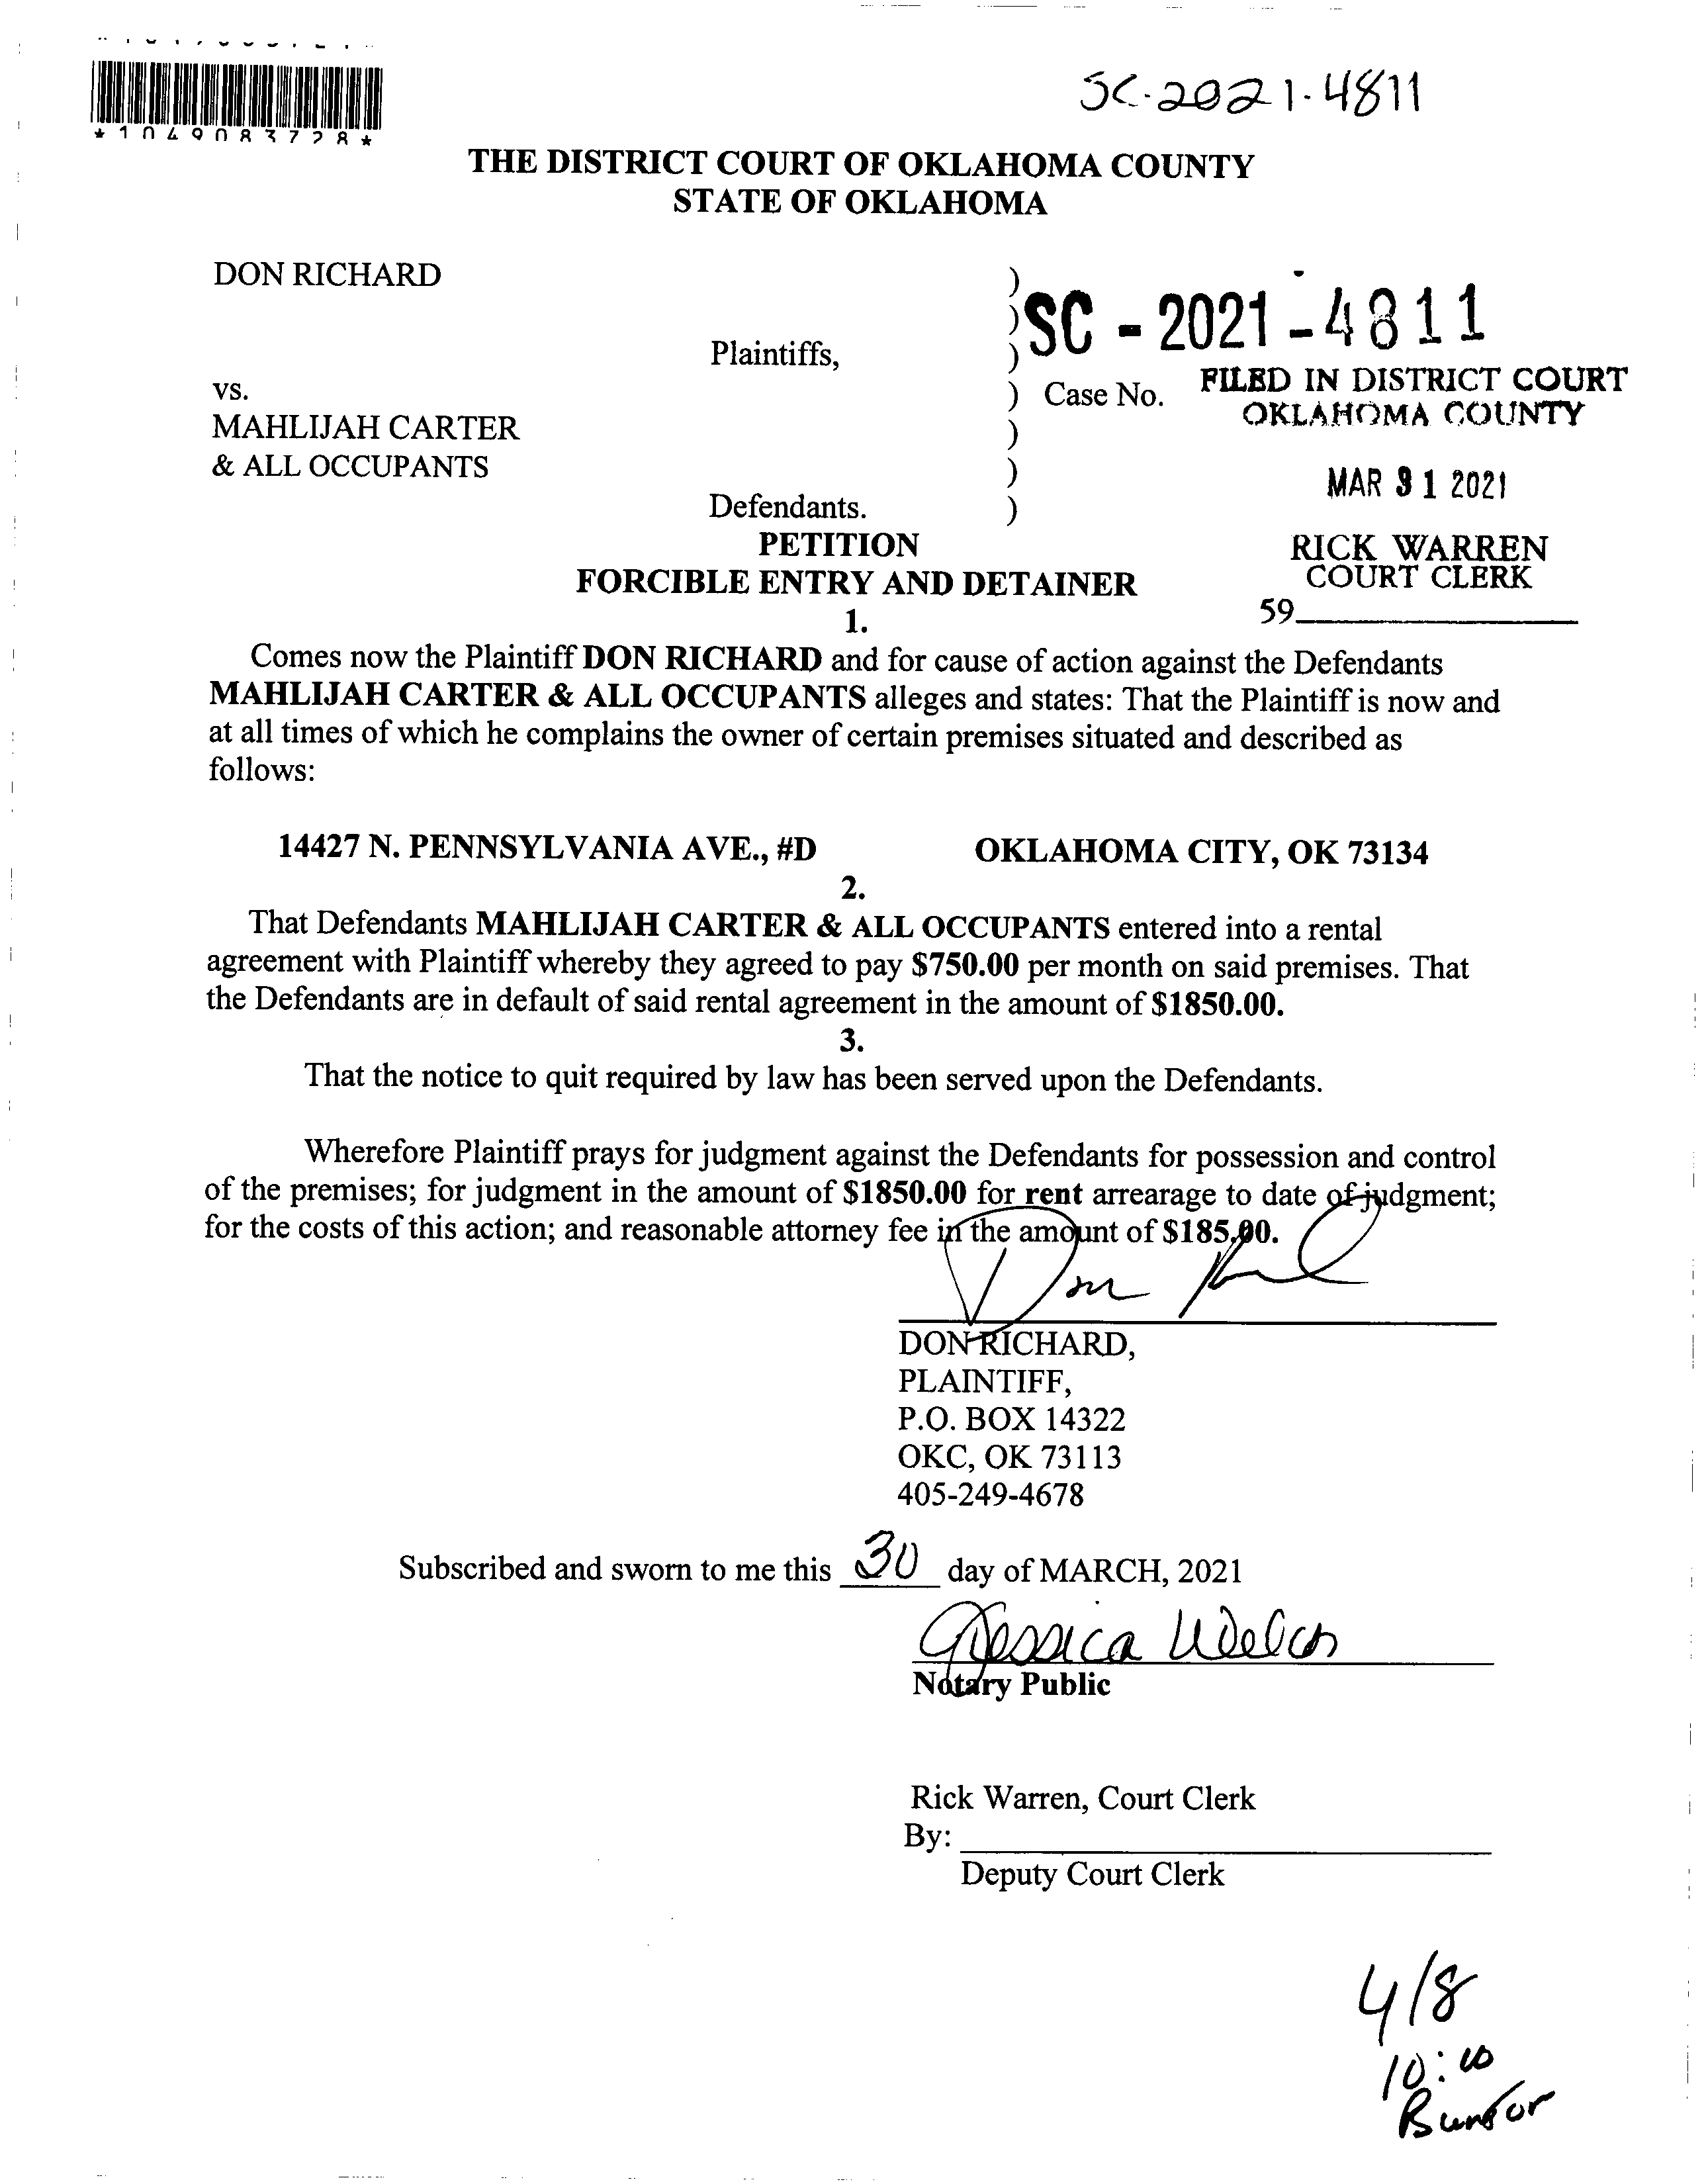 SC-2021-4811
*1049083728*
THE DISTRICT COURT OF OKLAHOMA COUNTY
STATE OF OKLAHOMA
DON RICHARD )
) SC - 2021 - 4811
Plaintiffs, )
vs. ) Case No. FILED IN DISTRICT COURT
OKLAHOMA COUNTY
MAHLIJAH CARTER )
& ALL OCCUPANTS )
MAR 31 2021
Defendants. )
PETITION
RICK WARREN
FORCIBLE ENTRY AND DETAINER
COURT CLERK
59
1.
Comes now the Plaintiff DON RICHARD and for cause of action against the Defendants
MAHLIJAH CARTER & ALL OCCUPANTS alleges and states: That the Plaintiff is now and
at all times of which he complains the owner of certain premises situated and described as
follows:
14427 N. PENNSYLVANIA AVE., #D OKLAHOMA CITY, OK 73134
2.
That Defendants MAHLIJAH CARTER & ALL OCCUPANTS entered into a rental
agreement with Plaintiff whereby they agreed to pay $750.00 per month on said premises. That
the Defendants are in default of said rental agreement in the amount of $1850.00.
3.
That the notice to quit required by law has been served upon the Defendants.
Wherefore Plaintiff prays for judgment against the Defendants for possession and control
of the premises; for judgment in the amount of $1850.00 for rent arrearage to date of judgment;
for the costs of this action; and reasonable attorney fee in the amount of $185.00.
DON RICHARD,
PLAINTIFF,
P.O. BOX 14322
OKC, OK 73113
405-249-4678
Subscribed and sworn to me this 30 day of MARCH, 2021
Jessica Welch
Notary Public
Rick Warren, Court Clerk
By:
Deputy Court Clerk
4/8
10:00